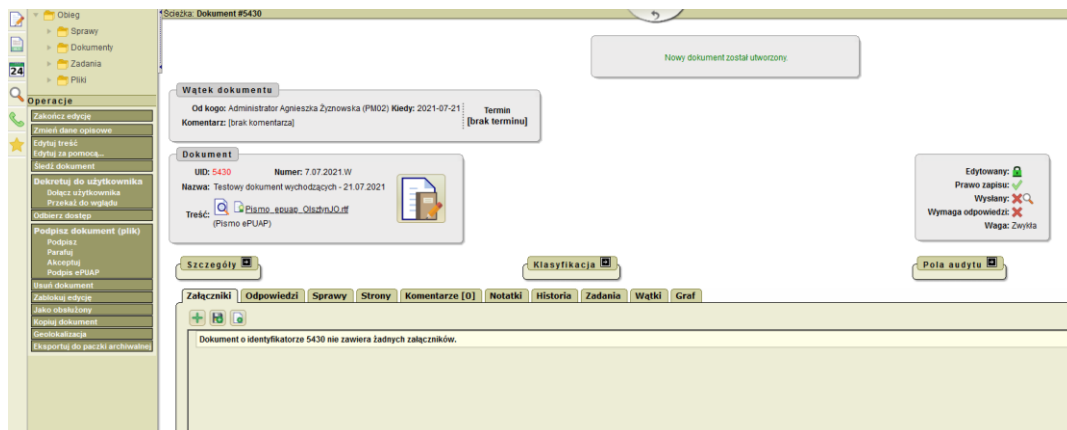 Obieg
Sprawy
Dokumenty
Zadania
Pliki
24
Operacje
Zakończ edycję
Zmień dane opisowe
Edytuj treść
Edytuj za pomocą...
Śledź dokument
Dekretuj do użytkownika
Dołącz użytkownika
Przekaż do wglądu
Odbierz dostęp
Podpisz dokument (plik)
Podpisz
Parafuj
Akceptuj
Podpis ePUAP
Usuń dokument
Zablokuj edycję
Jako obsłużony
Kopiuj dokument
Geolokalizacja
Eksportuj do paczki archiwalnej
Ścieżka: Dokument #5430
Nowy dokument został utworzony.
Wątek dokumentu
Od kogo: Administrator Agnieszka Żyznowska (PM02) Kiedy: 2021-07-21
Komentarz: [brak komentarza]
Termin
[brak terminu]
Dokument
UID: 5430 Numer: 7.07.2021.W
Nazwa: Testowy dokument wychodzących - 21.07.2021
Treść: Pismo_epuap_OlsztynJO.rtf
(Pismo ePUAP)
Edytowany:
Prawo zapisu:
Wysłany:
Wymaga odpowiedzi:
Waga: Zwykła
Szczegóły
Klasyfikacja
Pola audytu
Załączniki Odpowiedzi Sprawy Strony Komentarze [0] Notatki Historia Zadania Wątki Graf
Dokument o identyfikatorze 5430 nie zawiera żadnych załączników.